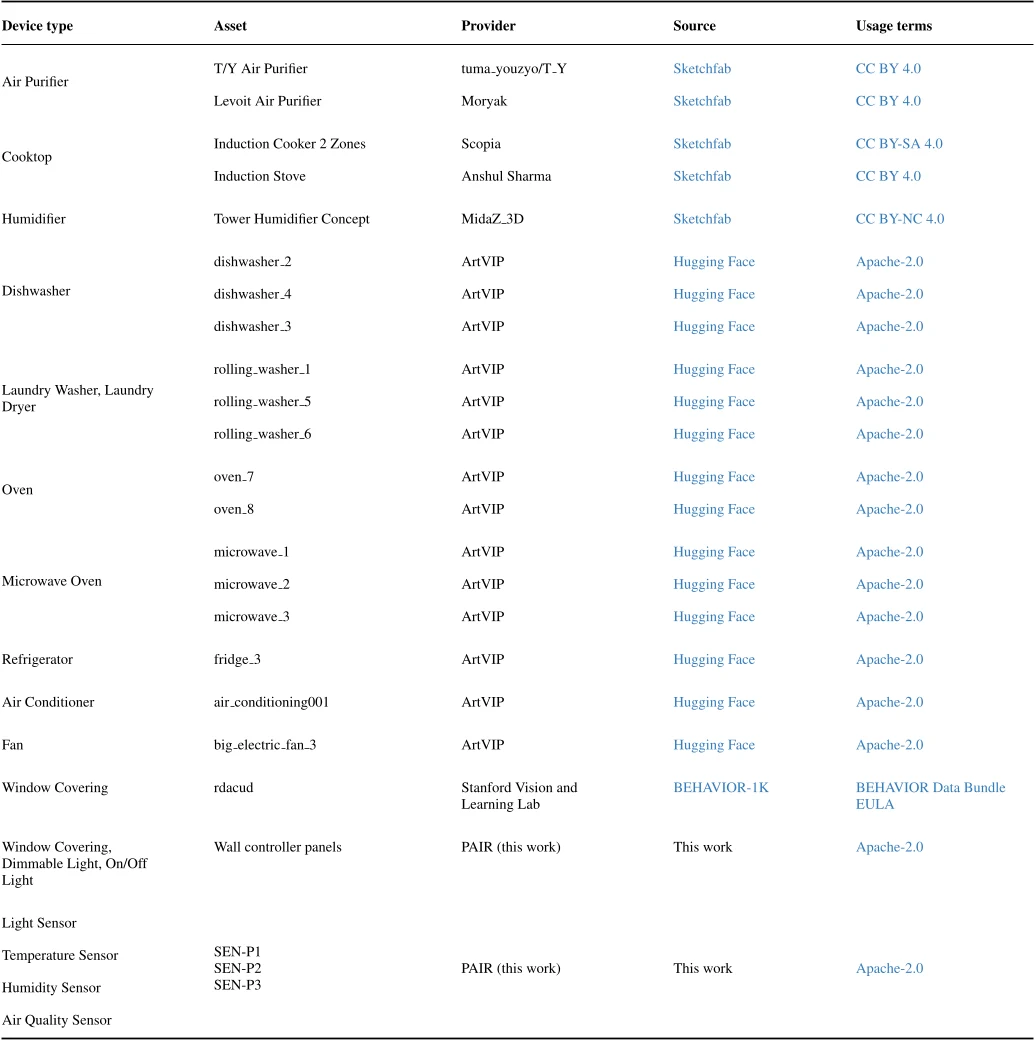 Device type Asset Provider Source Usage terms
Air Purifier
T/Y Air Purifier tuma_youzyo/T_Y Sketchfab CC BY 4.0
Levoit Air Purifier Moryak Sketchfab CC BY 4.0
Cooktop
Induction Cooker 2 Zones Scopia Sketchfab CC BY-SA 4.0
Induction Stove Anshul Sharma Sketchfab CC BY 4.0
Humidifier Tower Humidifier Concept MidaZ_3D Sketchfab CC BY-NC 4.0
Dishwasher
dishwasher_2 ArtVIP Hugging Face Apache-2.0
dishwasher_4 ArtVIP Hugging Face Apache-2.0
dishwasher_3 ArtVIP Hugging Face Apache-2.0
Laundry Washer, Laundry
Dryer
rolling_washer_1 ArtVIP Hugging Face Apache-2.0
rolling_washer_5 ArtVIP Hugging Face Apache-2.0
rolling_washer_6 ArtVIP Hugging Face Apache-2.0
Oven
oven_7 ArtVIP Hugging Face Apache-2.0
oven_8 ArtVIP Hugging Face Apache-2.0
Microwave Oven
microwave_1 ArtVIP Hugging Face Apache-2.0
microwave_2 ArtVIP Hugging Face Apache-2.0
microwave_3 ArtVIP Hugging Face Apache-2.0
Refrigerator fridge_3 ArtVIP Hugging Face Apache-2.0
Air Conditioner air_conditioning001 ArtVIP Hugging Face Apache-2.0
Fan big_electric_fan_3 ArtVIP Hugging Face Apache-2.0
Window Covering rdacud Stanford Vision and BEHAVIOR-1K BEHAVIOR Data Bundle
Learning Lab EULA
Window Covering, Wall controller panels PAIR (this work) This work Apache-2.0
Dimmable Light, On/Off
Light
Light Sensor
Temperature Sensor
Humidity Sensor
Air Quality Sensor
SEN-P1
SEN-P2 PAIR (this work) This work Apache-2.0
SEN-P3